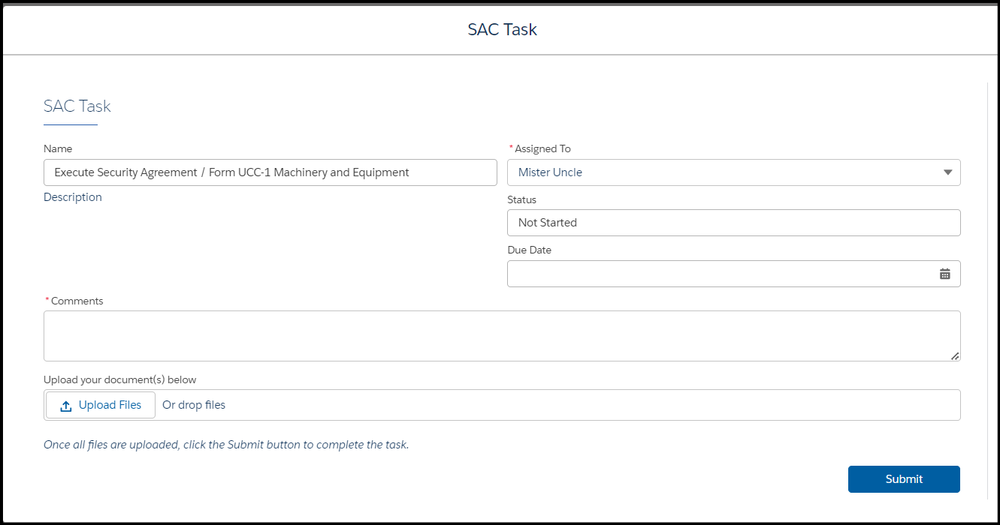 SAC Task
SAC Task
Name
Execute Security Agreement / Form UCC-1 Machinery and Equipment
Description
* Assigned To
Mister Uncle
Status
Not Started
Due Date
* Comments
Upload your document(s) below
Upload Files Or drop files
Once all files are uploaded, click the Submit button to complete the task.
Submit